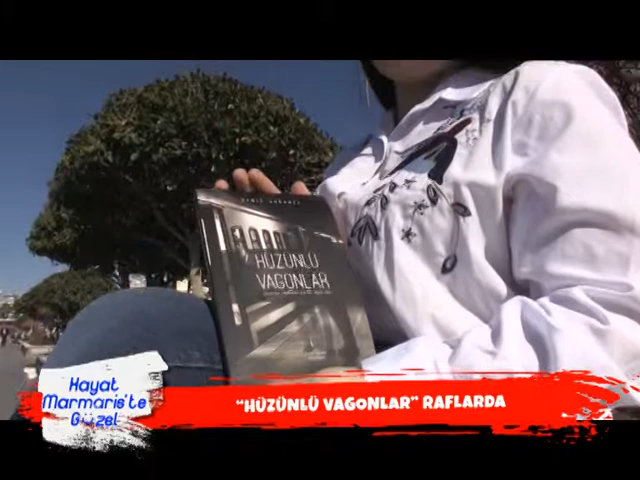 HÜZÜNLÜ
VAGONLAR
Hayat
Marmaris'te
Güzel
“HÜZÜNLÜ VAGONLAR” RAFLARDA